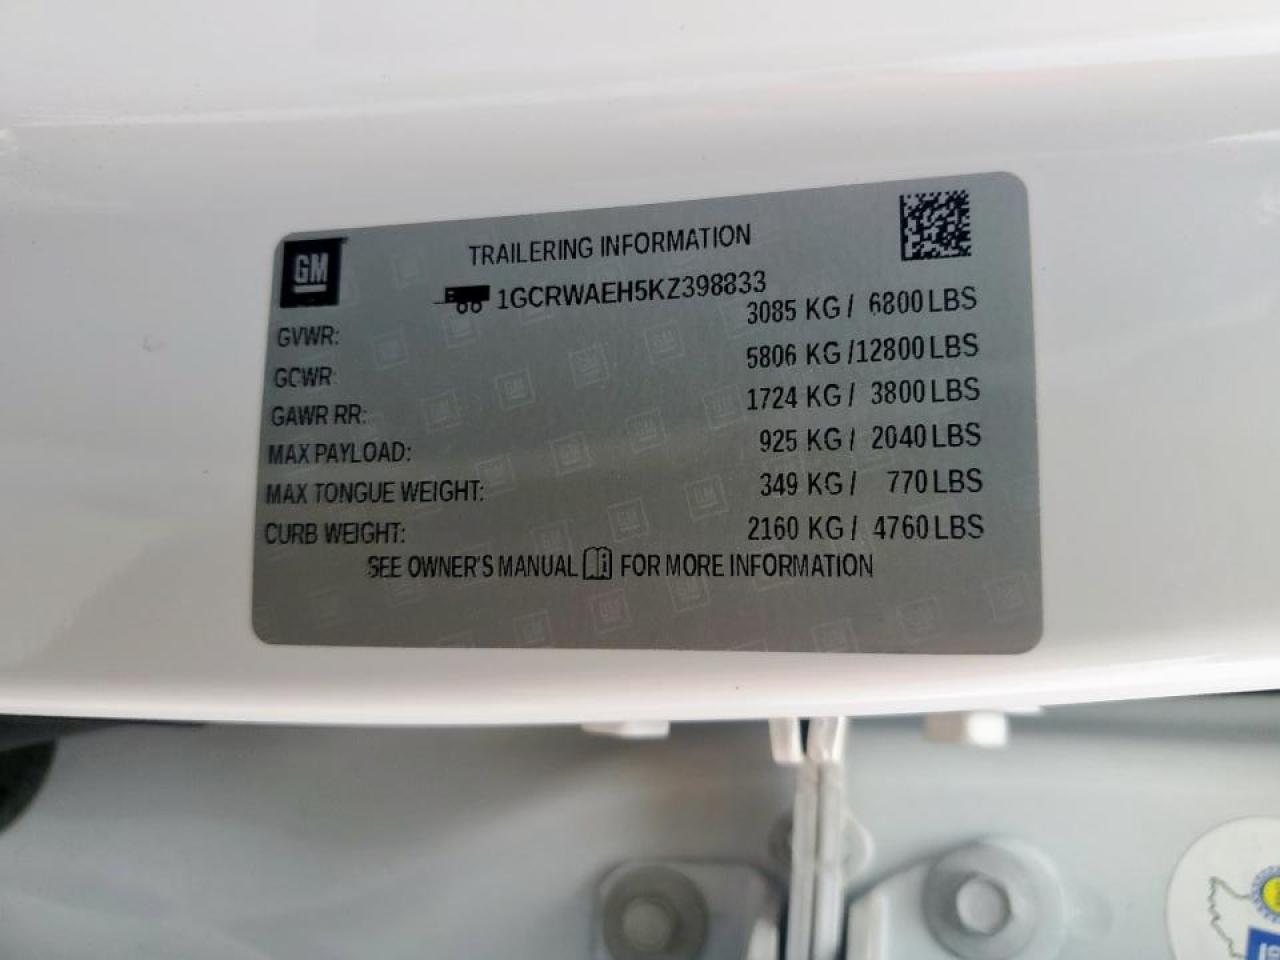 GM
TRAILERING INFORMATION
1GCRWAEH5KZ398833
GVWR: 3085 KG / 6800 LBS
GCWR: 5806 KG /12800 LBS
GAWR RR: 1724 KG / 3800 LBS
MAX PAYLOAD: 925 KG / 2040 LBS
MAX TONGUE WEIGHT: 349 KG / 770 LBS
CURB WEIGHT: 2160 KG / 4760 LBS
SEE OWNER'S MANUAL FOR MORE INFORMATION